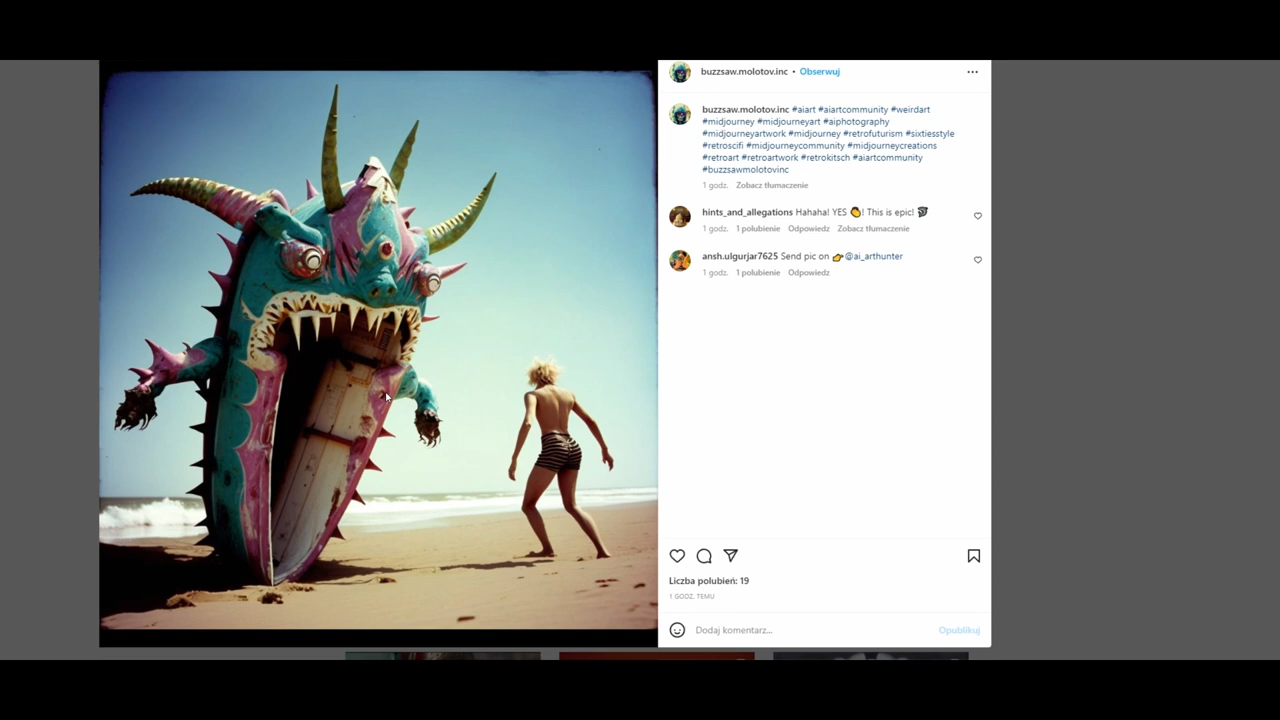 buzzsaw.molotov.inc • Obserwuj
buzzsaw.molotov.inc #aiart #aiartcommunity #weirdart
#midjourney #midjourneyart #aiphotography
#midjourneyartwork #midjourney #retrofuturism #sixtiesstyle
#retroscifi #midjourneycommunity #midjourneycreations
#retroart #retroartwork #retrokitsch #aiartcommunity
#buzzsawmolotovinc
1 godz. Zobacz tłumaczenie
hints_and_allegations Hahaha! YES 👏! This is epic!
1 godz. 1 polubienie Odpowiedz Zobacz tłumaczenie
ansh.ulgurjar7625 Send pic on 👉@ai_arthunter
1 godz. 1 polubienie Odpowiedz
Liczba polubień: 19
1 GODZ. TEMU
Dodaj komentarz... Opublikuj